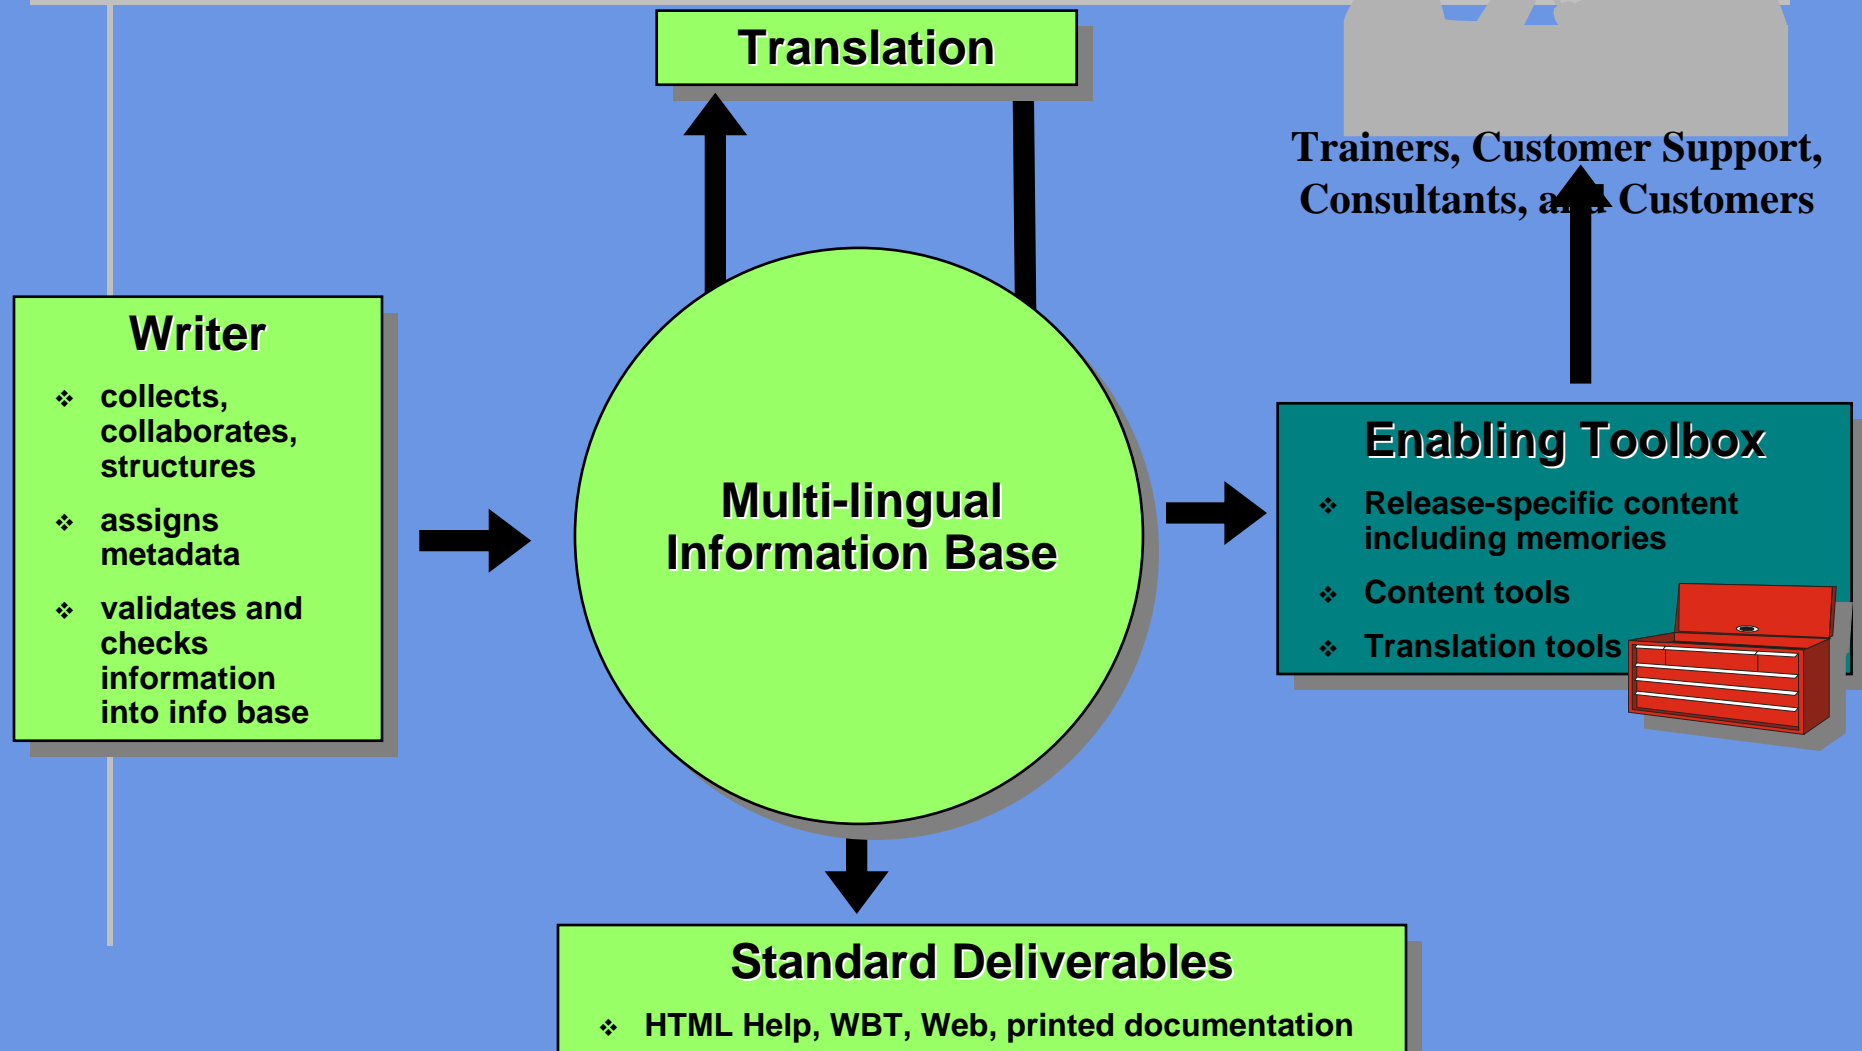 Translation
Trainers, Customer Support,
Consultants, and Customers
Writer
❖ collects,
collaborates,
structures
❖ assigns
metadata
❖ validates and
checks
information
into info base
Multi-lingual
Information Base
Enabling Toolbox
❖ Release-specific content
including memories
❖ Content tools
❖ Translation tools
Standard Deliverables
❖ HTML Help, WBT, Web, printed documentation